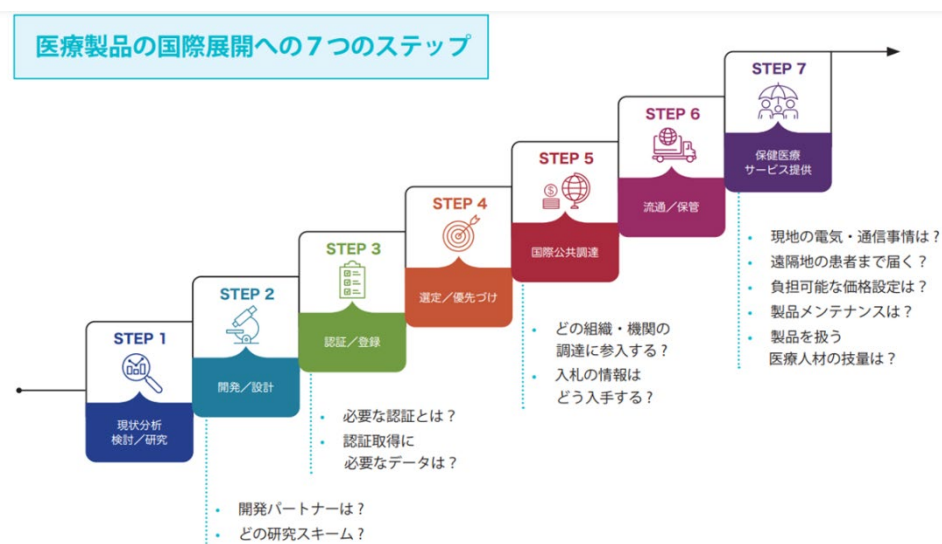 医療製品の国際展開への7つのステップ
STEP 1
現状分析
検討/研究
STEP 2
開発/設計
・ 開発パートナーは?
・ どの研究スキーム?
STEP 3
認証/登録
・ 必要な認証とは?
・ 認証取得に
必要なデータは?
STEP 4
選定/優先づけ
STEP 5
$
国際公共調達
・ どの組織・機関の
調達に参入する?
・ 入札の情報は
どう入手する?
STEP 6
流通/保管
STEP 7
保健医療
サービス提供
・ 現地の電気・通信事情は?
・ 遠隔地の患者まで届く?
・ 負担可能な価格設定は?
・ 製品メンテナンスは?
・ 製品を扱う
医療人材の技量は?